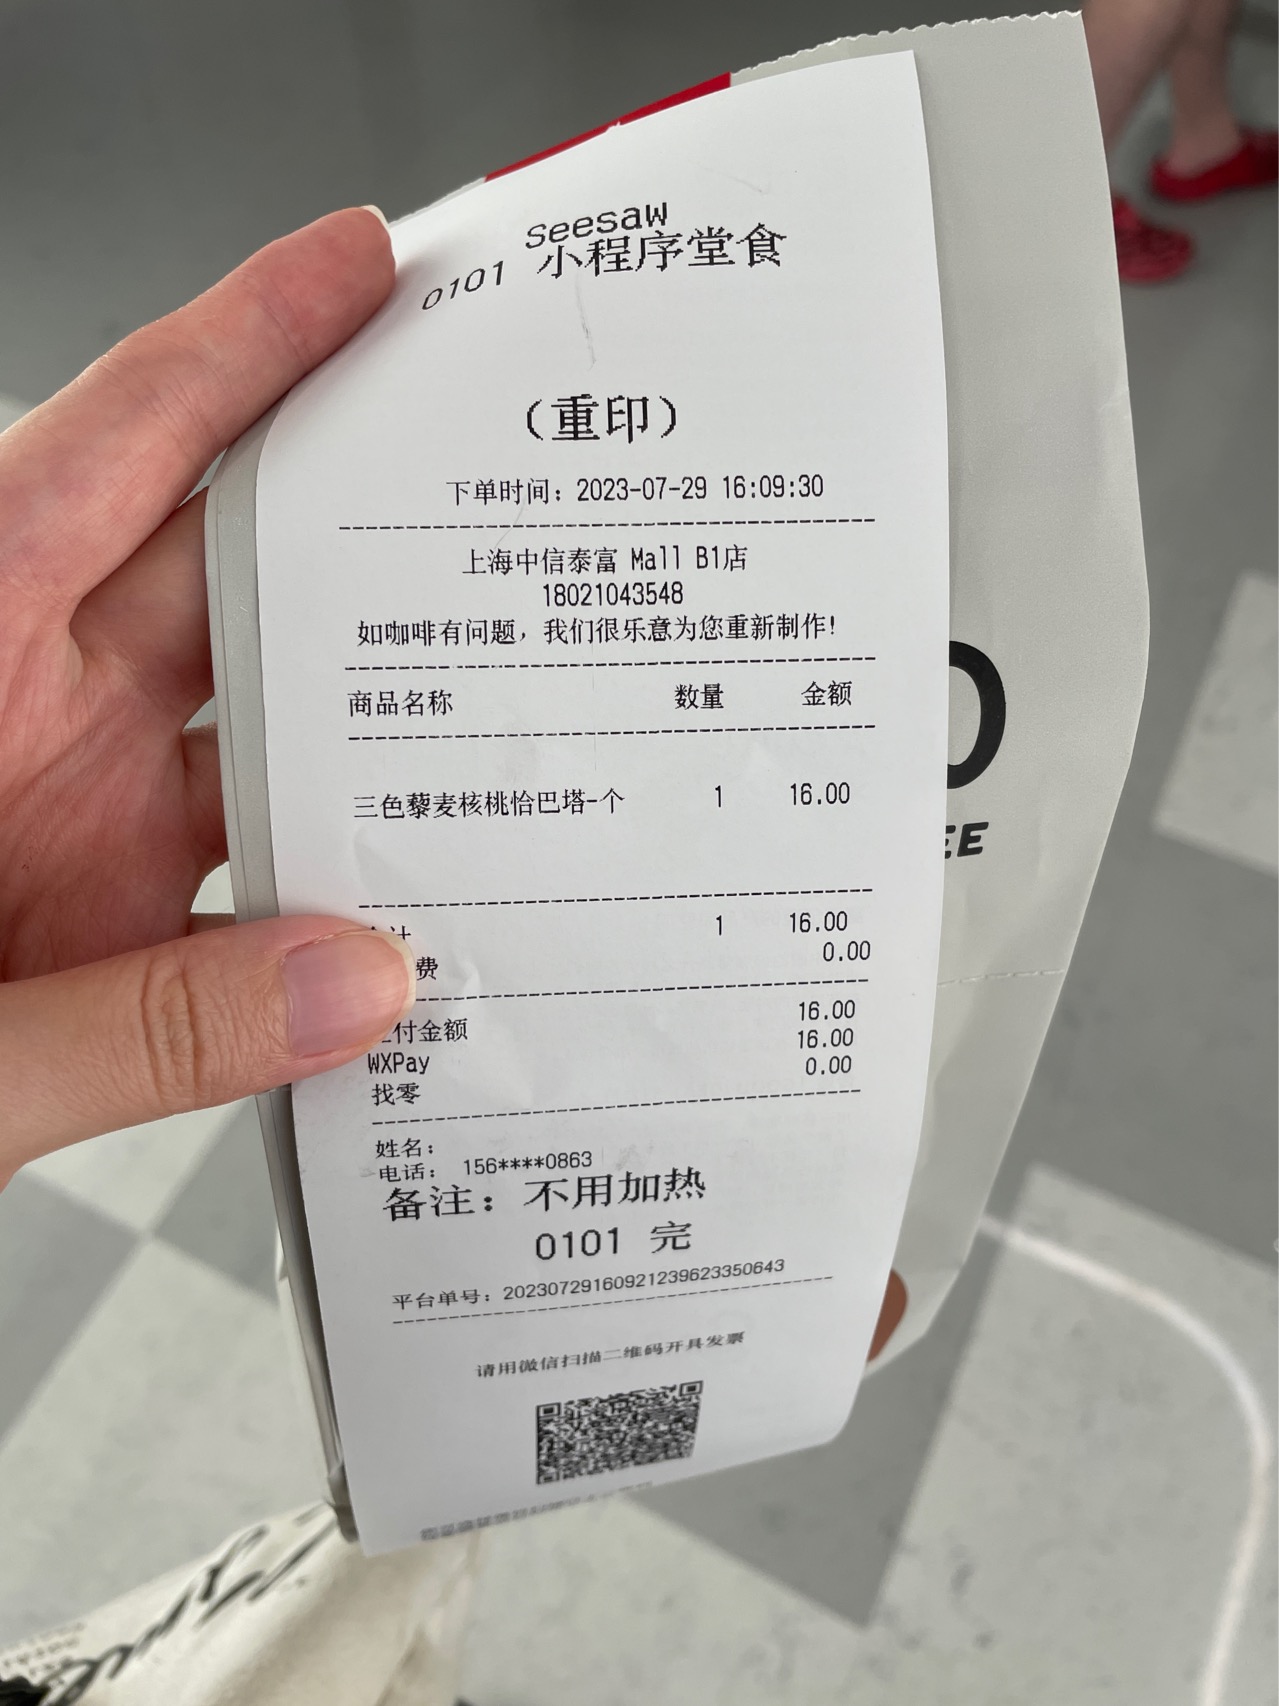 Seesaw
0101 小程序堂食
(重印)
下单时间：2023-07-29 16:09:30
上海中信泰富 Mall B1店
18021043548
如咖啡有问题，我们很乐意为您重新制作!
商品名称 数量 金额
三色藜麦核桃恰巴塔-个 1 16.00
计 1 16.00
费 0.00
付金额 16.00
WXPay 16.00
找零 0.00
姓名：
电话： 156****0863
备注：不用加热
0101 完
平台单号：20230729160921239623350643
请用微信扫描二维码开具发票
O
EE